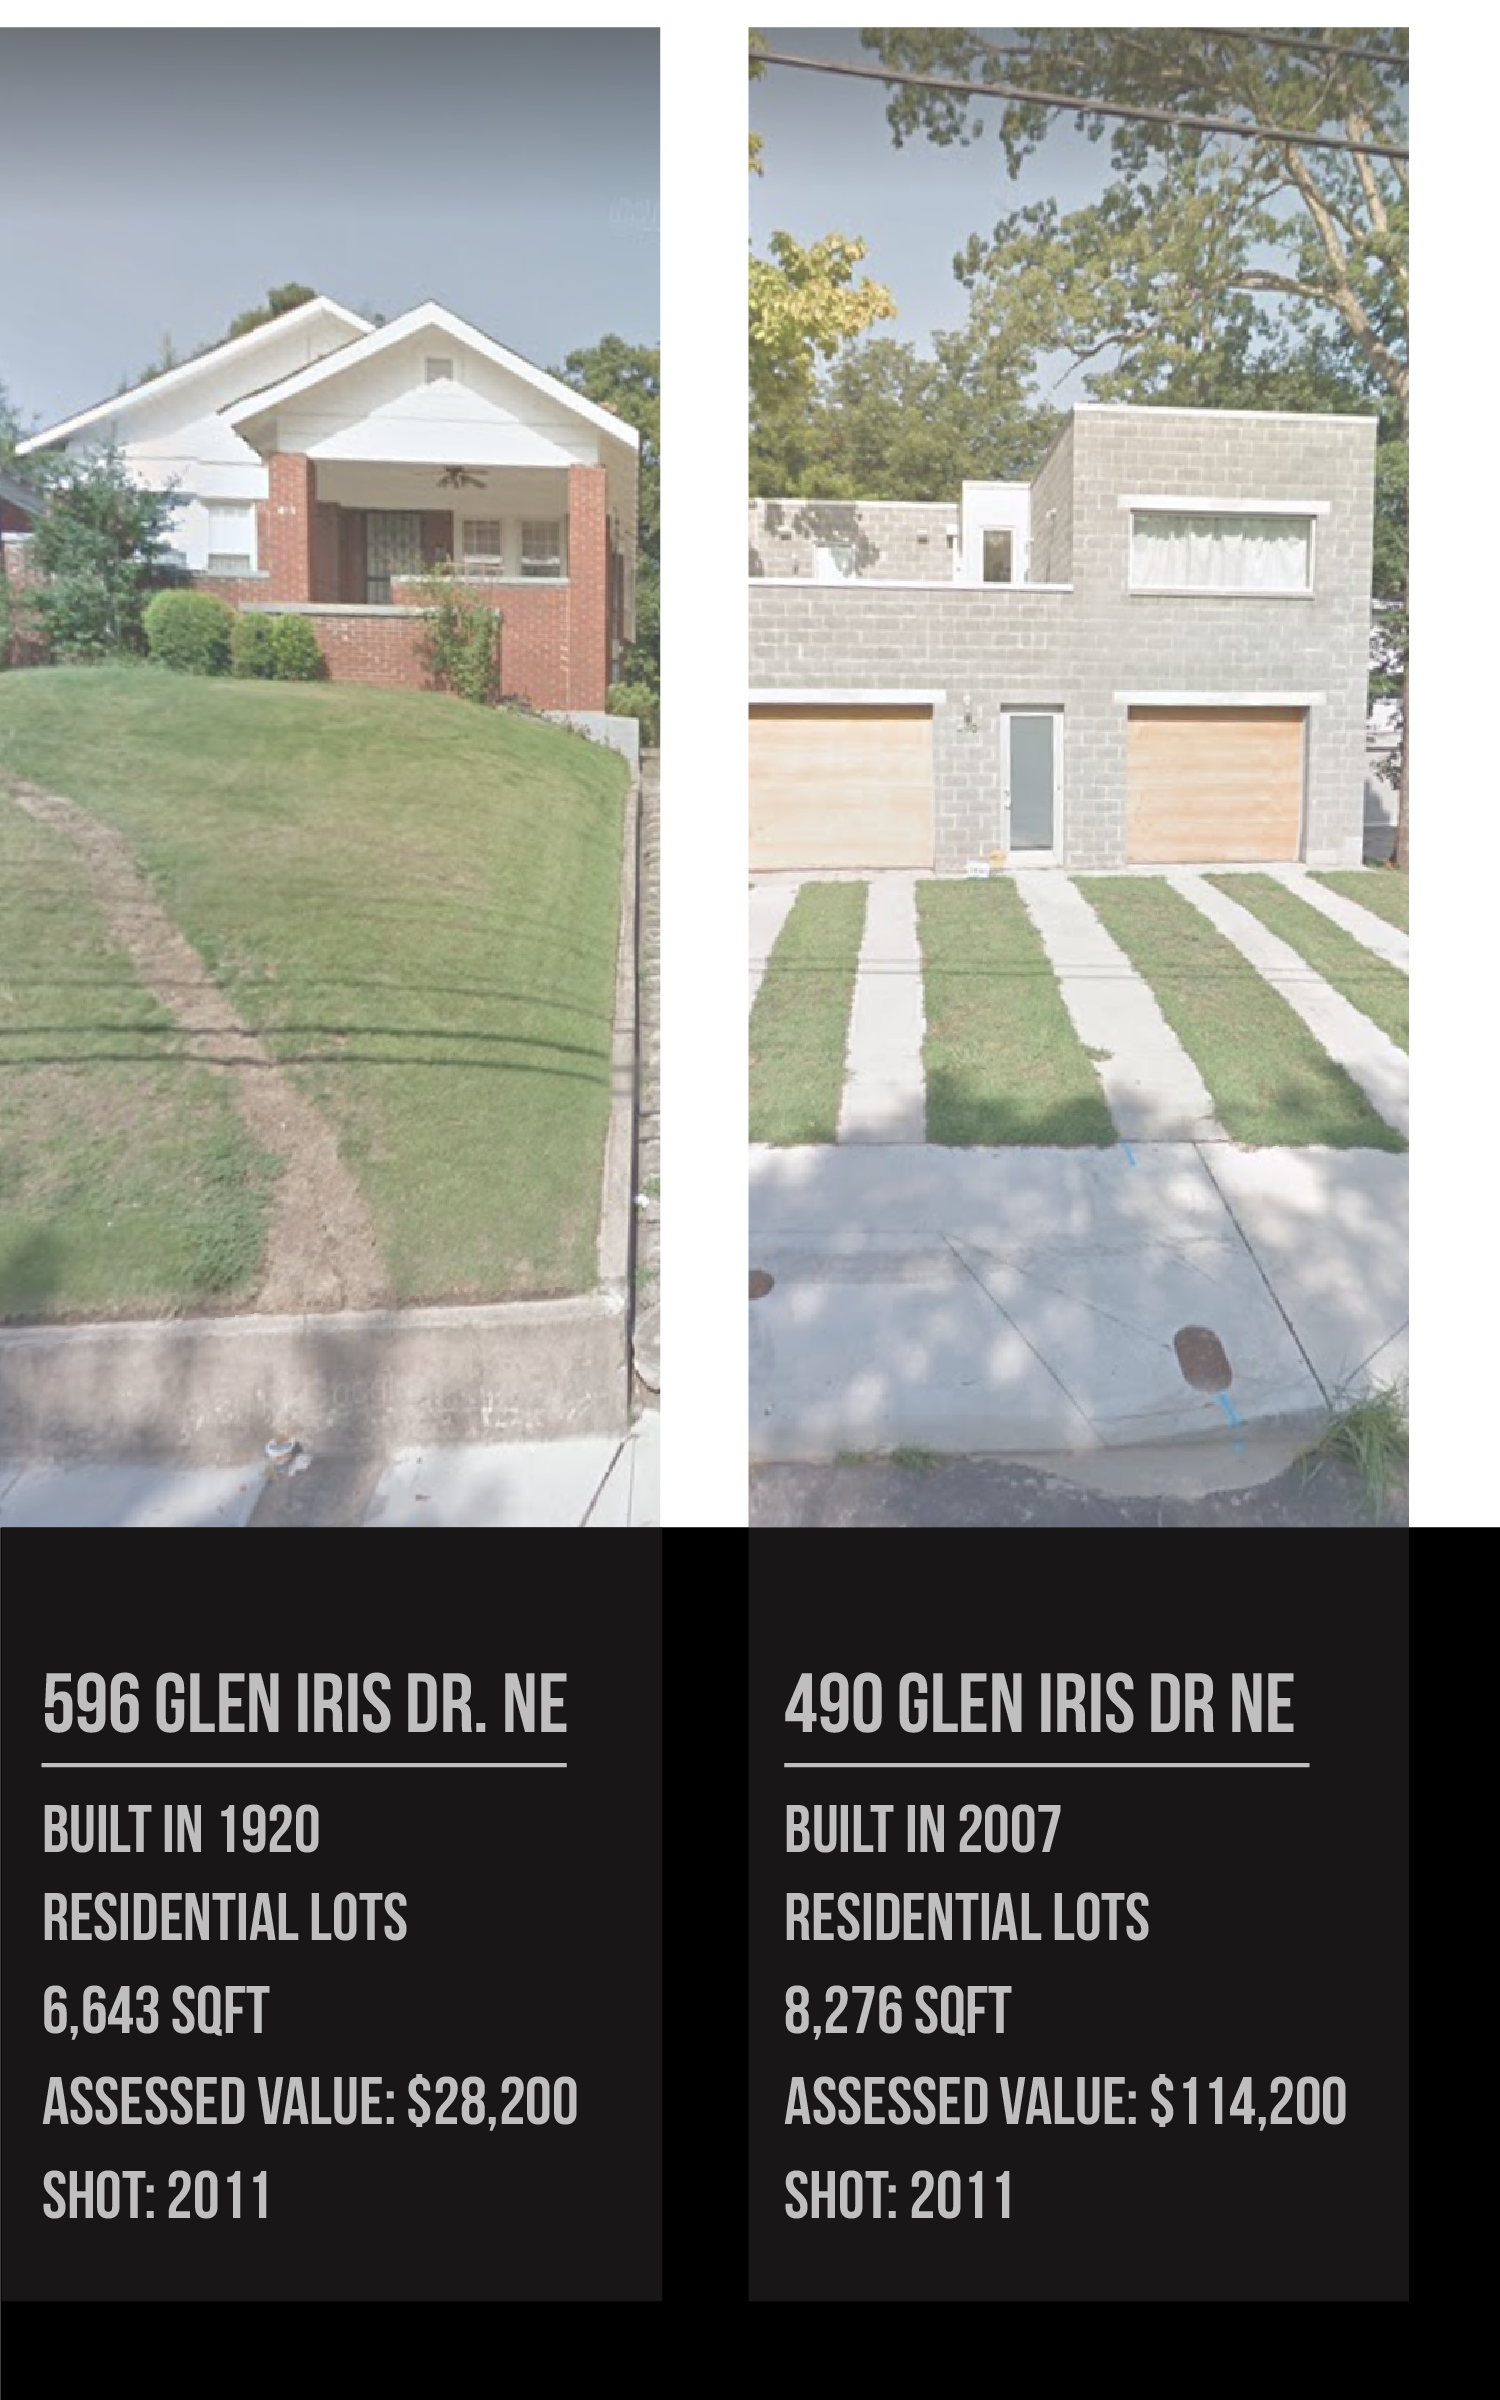 596 GLEN IRIS DR. NE
BUILT IN 1920
RESIDENTIAL LOTS
6,643 SQFT
ASSESSED VALUE: $28,200
SHOT: 2011
490 GLEN IRIS DR NE
BUILT IN 2007
RESIDENTIAL LOTS
8,276 SQFT
ASSESSED VALUE: $114,200
SHOT: 2011